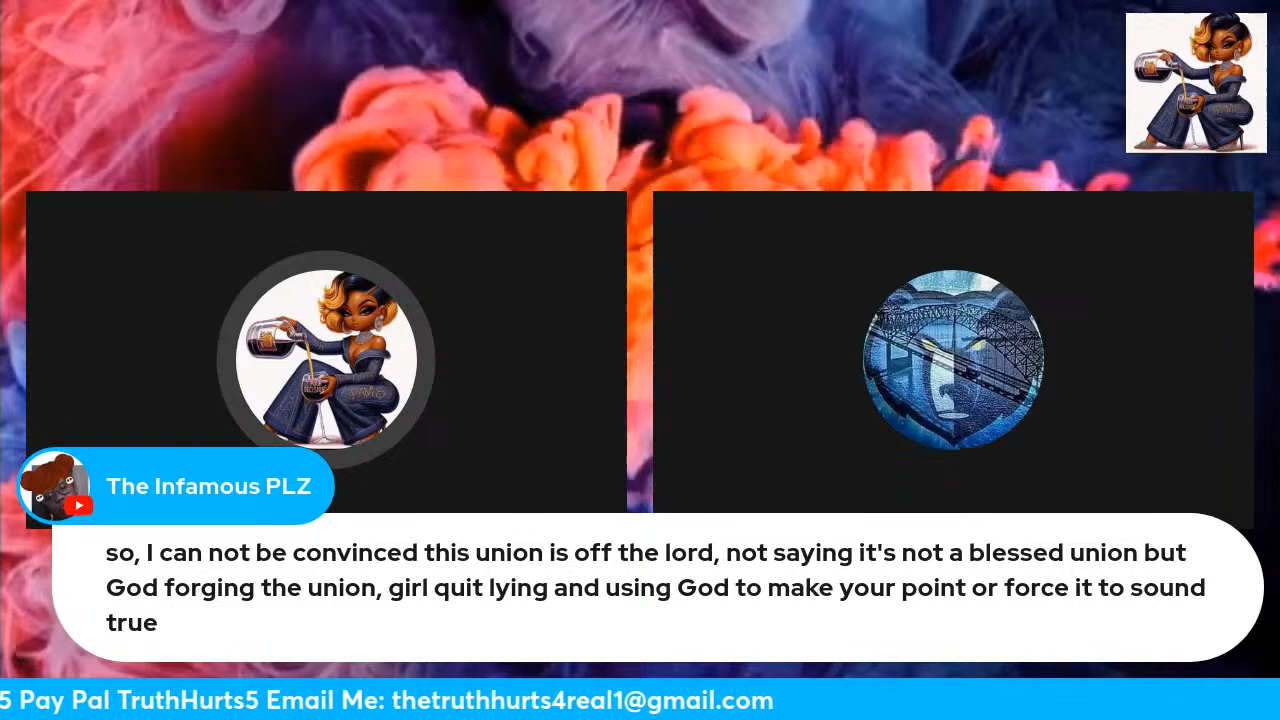 The Infamous PLZ
so, I can not be convinced this union is off the lord, not saying it's not a blessed union but
God forging the union, girl quit lying and using God to make your point or force it to sound
true
5 Pay Pal TruthHurts5 Email Me: thetruthhurts4real1@gmail.com